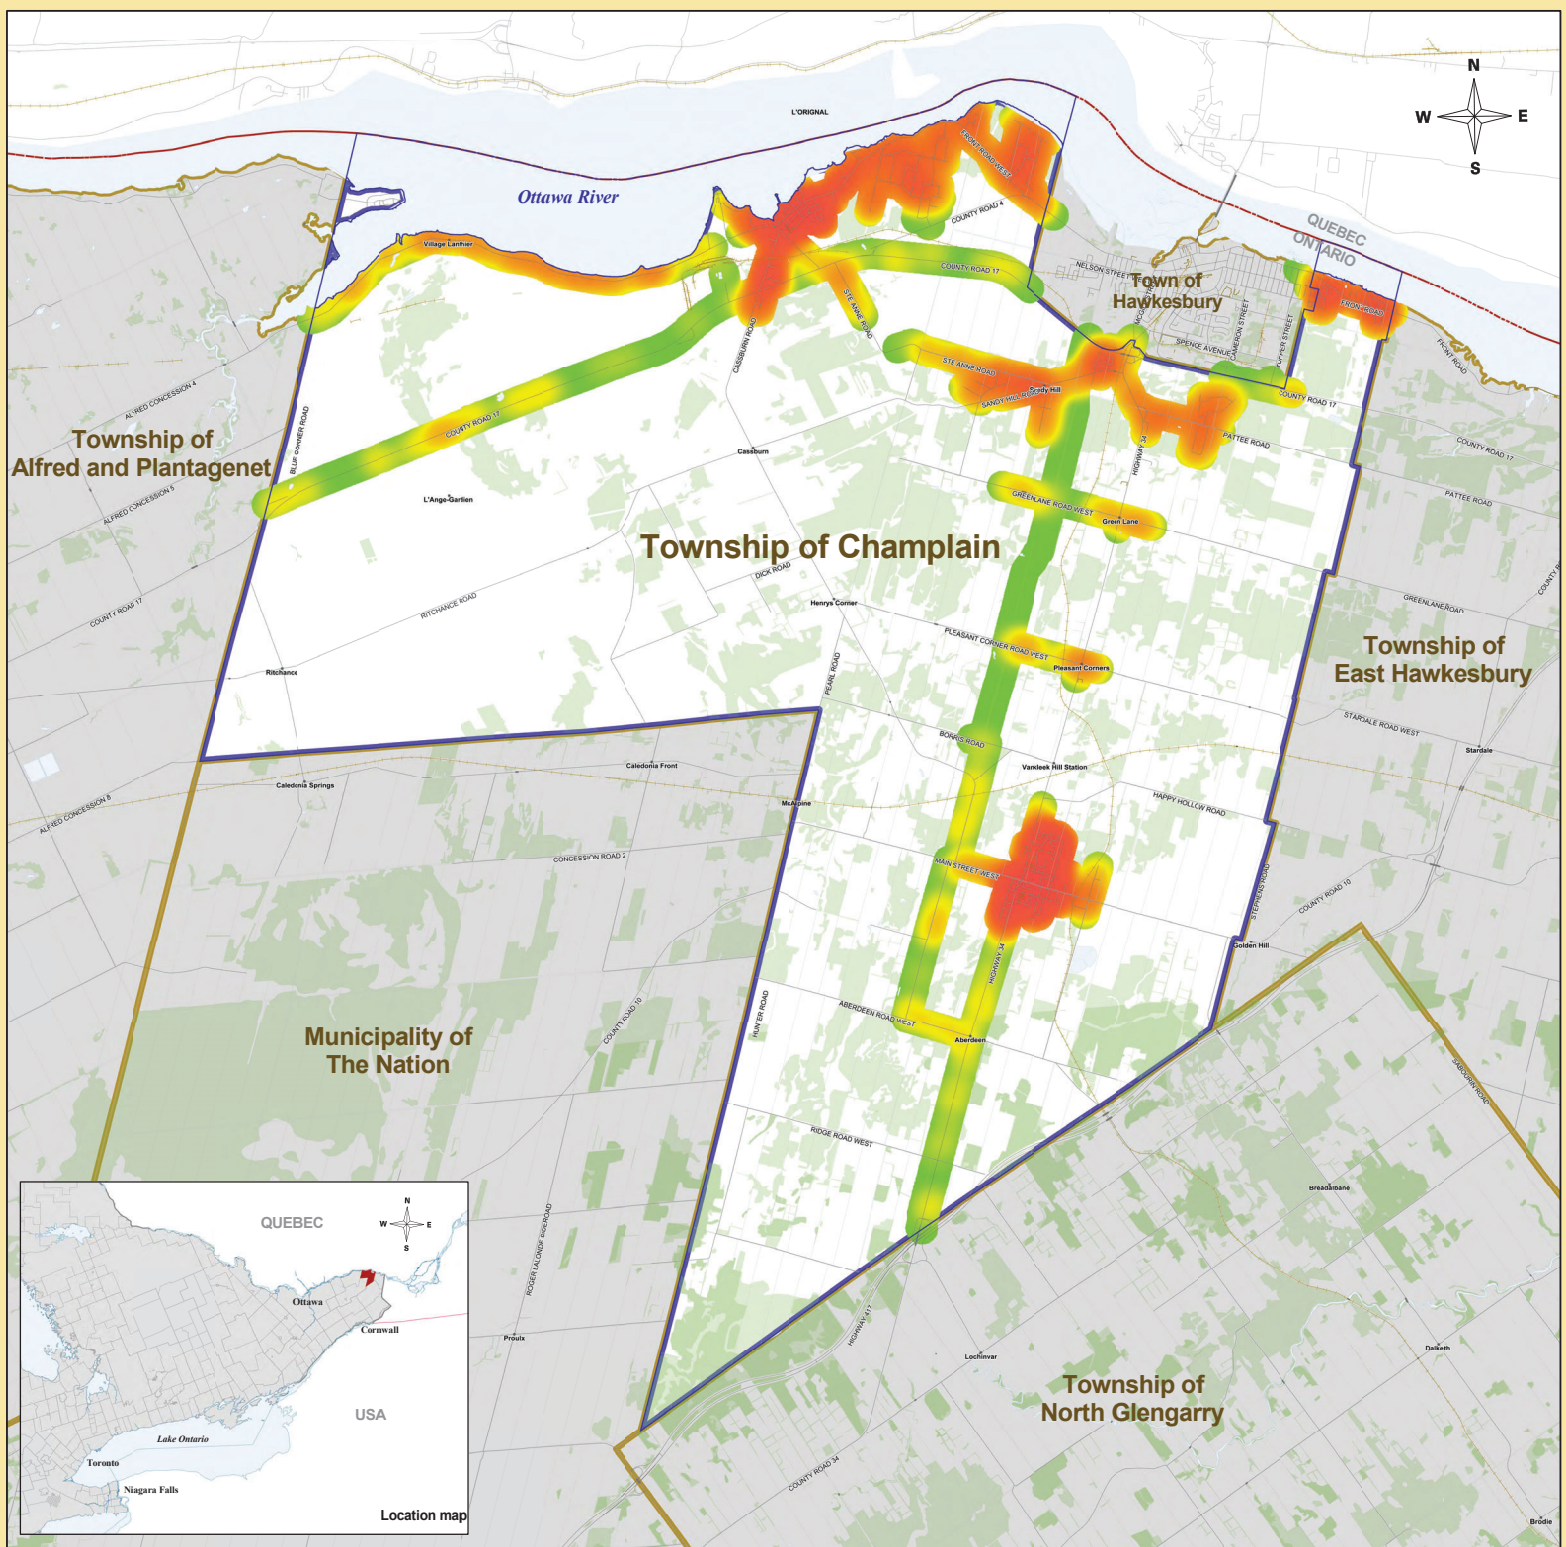 N
W E
S
L'ORIGNAL
Ottawa River
FRONT ROAD WEST
COUNTY ROAD 4
QUEBEC
ONTARIO
Village Lanthier
COUNTY ROAD 17
NELSON STREET
Town of
Hawkesbury
FRONT ROAD
STE ANNE ROAD
CASSBURN ROAD
SPENCE AVENUE
CAMERON STREET
TUPPER STREET
FRONT ROAD
STE ANNE ROAD
SANDY HILL ROAD
Sandy Hill
COUNTY ROAD 17
ALFRED CONCESSION 4
BLUE CORNER ROAD
COUNTY ROAD 17
HIGHWAY 34
PATTEE ROAD
COUNTY ROAD 17
Township of
Alfred and Plantagenet
Cassburn
PATTEE ROAD
L'Ange-Gardien
GREENLANE ROAD WEST
Green Lane
ALFRED CONCESSION 5
Township of Champlain
DICK ROAD
RITCHANCE ROAD
Henrys Corner
COUNTY ROAD 17
GREENLANE ROAD
PLEASANT CORNER ROAD WEST
Pleasant Corners
Township of
East Hawkesbury
Ritchance
PEARL ROAD
STARDALE ROAD WEST
Stardale
BORRIS ROAD
Vankleek Hill Station
Caledonia Front
Caledonia Springs
McAlpine
HAPPY HOLLOW ROAD
ALFRED CONCESSION 8
CONCESSION ROAD 2
MAIN STREET WEST
STEPHENS ROAD
COUNTY ROAD 10
Golden Hill
HIGHWAY 34
COUNTY ROAD 10
HUNTER ROAD
ABERDEEN ROAD WEST
Aberdeen
Municipality of
The Nation
SABOURIN ROAD
RIDGE ROAD WEST
Breadalbane
ROGER LALONDE SIDEROAD
HIGHWAY 417
Proulx
Lochinvar
Dalkeith
Township of
North Glengarry
COUNTY ROAD 34
Brodie
QUEBEC
N
W E
S
Ottawa
Cornwall
USA
Lake Ontario
Toronto
Niagara Falls
Location map